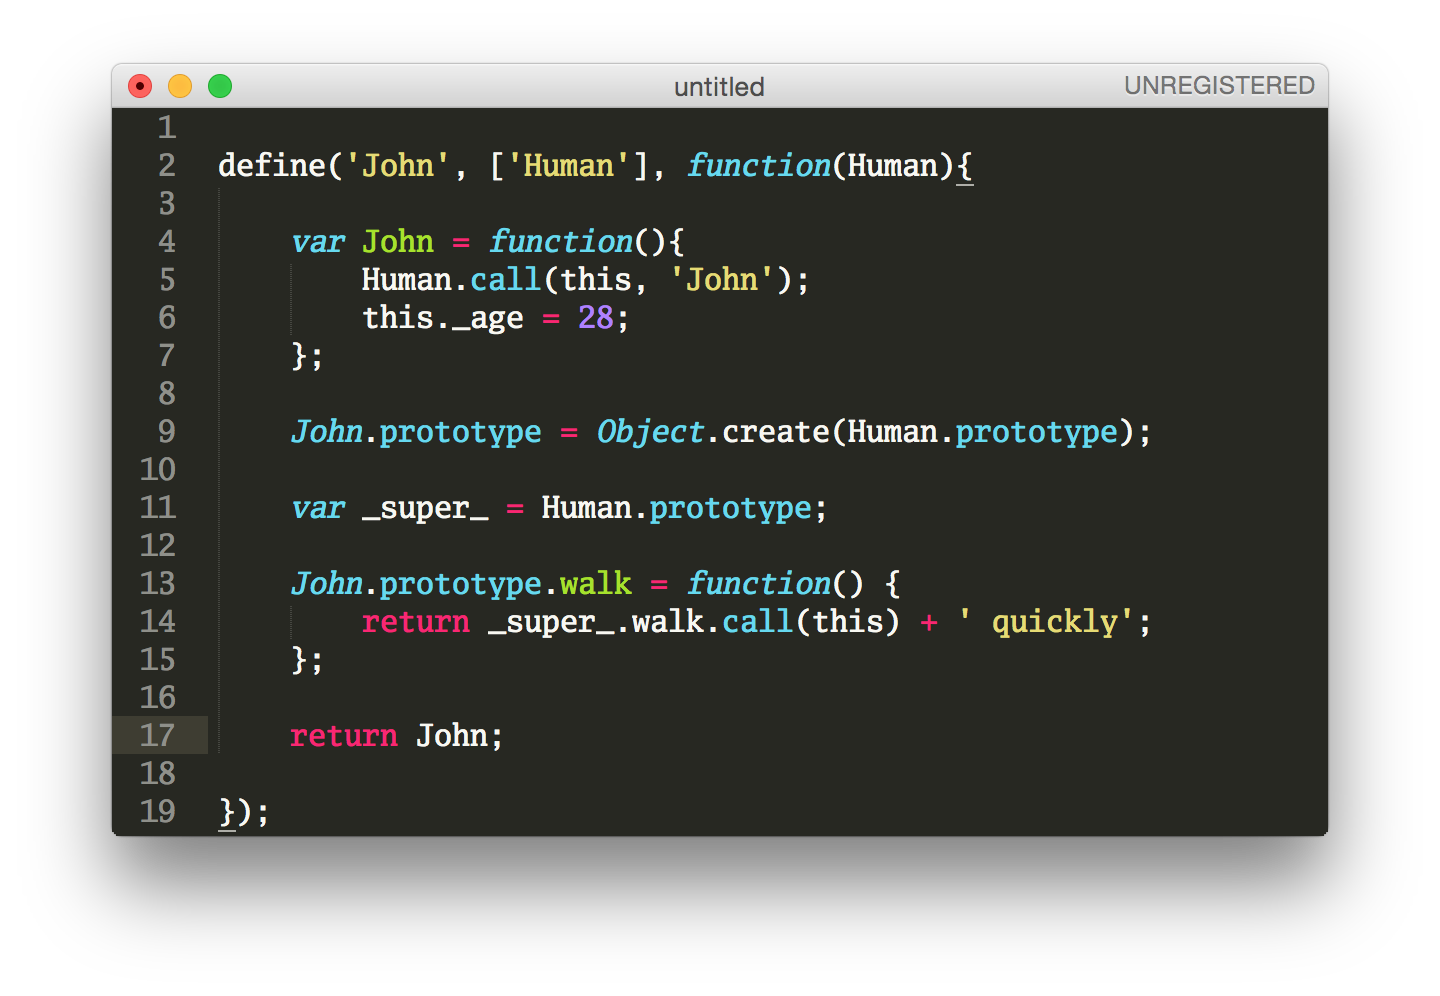 untitled
UNREGISTERED
1
2 define('John', ['Human'], function(Human){
3
4     var John = function(){
5         Human.call(this, 'John');
6         this._age = 28;
7     };
8
9     John.prototype = Object.create(Human.prototype);
10
11     var _super_ = Human.prototype;
12
13     John.prototype.walk = function() {
14         return _super_.walk.call(this) + ' quickly';
15     };
16
17     return John;
18
19 });